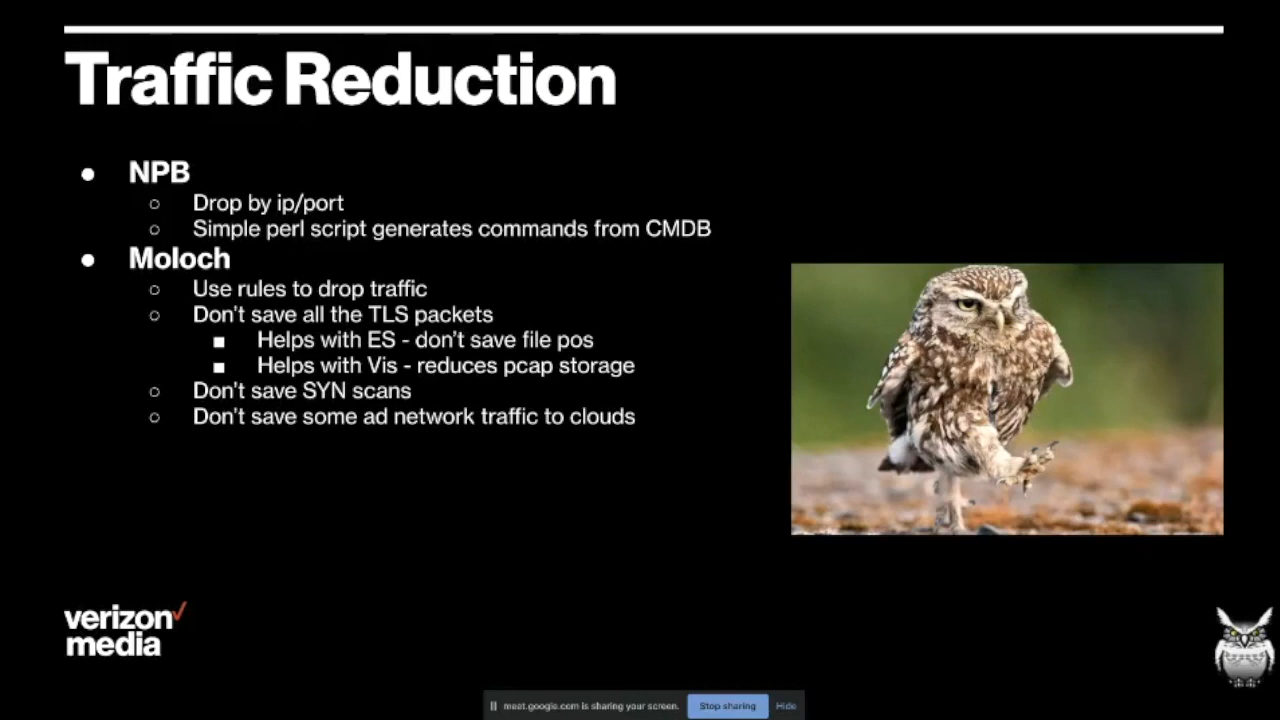 Traffic Reduction
● NPB
○ Drop by ip/port
○ Simple perl script generates commands from CMDB
● Moloch
○ Use rules to drop traffic
○ Don't save all the TLS packets
■ Helps with ES - don’t save file pos
■ Helps with Vis - reduces pcap storage
○ Don't save SYN scans
○ Don't save some ad network traffic to clouds
verizon✓
media
meet.google.com is sharing your screen. Stop sharing Hide